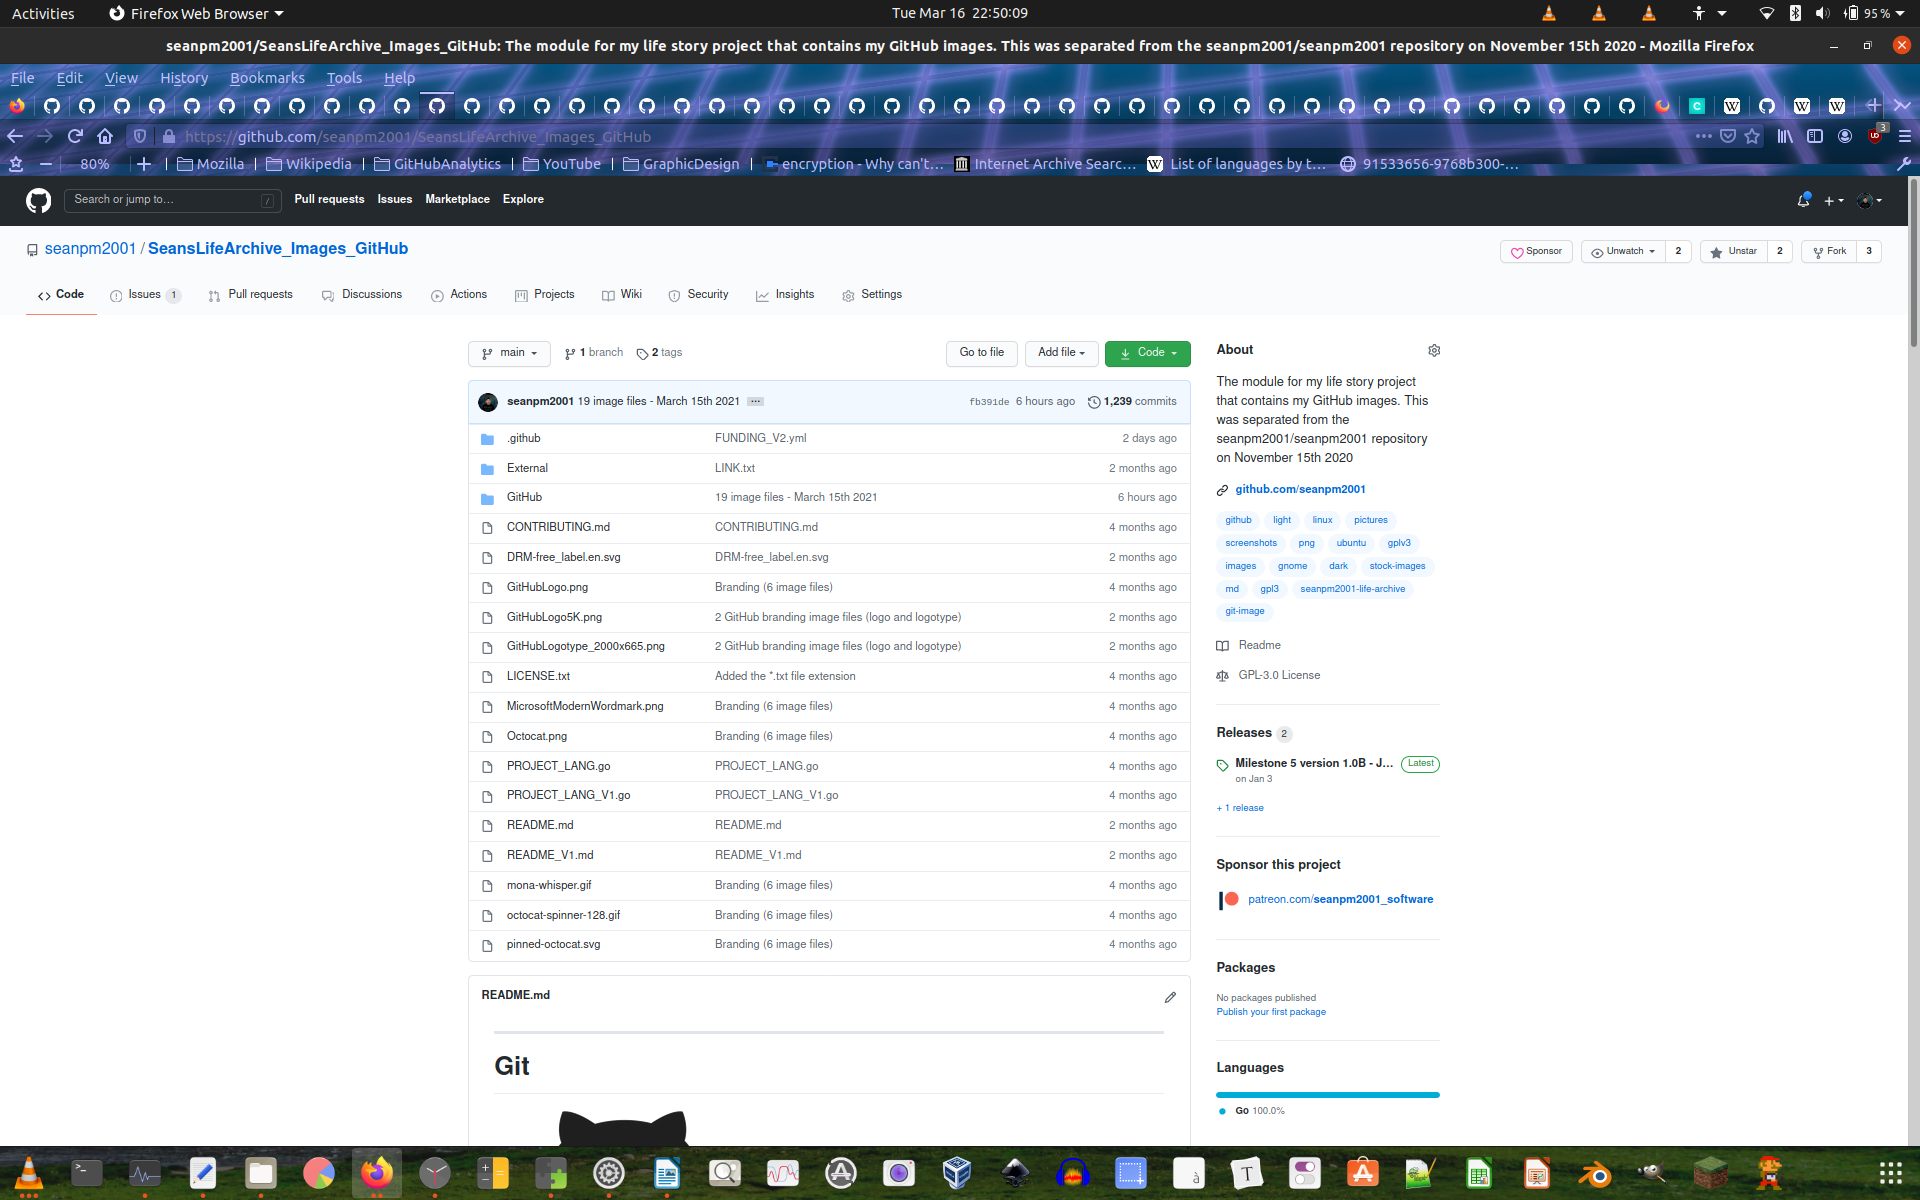 Activities
Firefox Web Browser
Tue Mar 16 22:50:09
95 %
seanpm2001/SeansLifeArchive_Images_GitHub: The module for my life story project that contains my GitHub images. This was separated from the seanpm2001/seanpm2001 repository on November 15th 2020 - Mozilla Firefox
File Edit View History Bookmarks Tools Help
https://github.com/seanpm2001/SeansLifeArchive_Images_GitHub
3
80%
Mozilla
Wikipedia
GitHubAnalytics
YouTube
GraphicDesign
encryption - Why can't…
Internet Archive Searc…
List of languages by t…
91533656-9768b300-…
Search or jump to…
/
Pull requests Issues Marketplace Explore
seanpm2001 / SeansLifeArchive_Images_GitHub
Sponsor
Unwatch 2
Unstar 2
Fork 3
Code
Issues 1
Pull requests
Discussions
Actions
Projects
Wiki
Security
Insights
Settings
main
1 branch
2 tags
Go to file
Add file
Code
seanpm2001 19 image files - March 15th 2021 fb391de 6 hours ago 1,239 commits
.github FUNDING_V2.yml 2 days ago
External LINK.txt 2 months ago
GitHub 19 image files - March 15th 2021 6 hours ago
CONTRIBUTING.md CONTRIBUTING.md 4 months ago
DRM-free_label.en.svg DRM-free_label.en.svg 2 months ago
GitHubLogo.png Branding (6 image files) 4 months ago
GitHubLogo5K.png 2 GitHub branding image files (logo and logotype) 2 months ago
GitHubLogotype_2000x665.png 2 GitHub branding image files (logo and logotype) 2 months ago
LICENSE.txt Added the *.txt file extension 4 months ago
MicrosoftModernWordmark.png Branding (6 image files) 4 months ago
Octocat.png Branding (6 image files) 4 months ago
PROJECT_LANG.go PROJECT_LANG.go 4 months ago
PROJECT_LANG_V1.go PROJECT_LANG_V1.go 4 months ago
README.md README.md 2 months ago
README_V1.md README_V1.md 2 months ago
mona-whisper.gif Branding (6 image files) 4 months ago
octocat-spinner-128.gif Branding (6 image files) 4 months ago
pinned-octocat.svg Branding (6 image files) 4 months ago
README.md
Git
About
The module for my life story project
that contains my GitHub images. This
was separated from the
seanpm2001/seanpm2001 repository
on November 15th 2020
github.com/seanpm2001
github light linux pictures
screenshots png ubuntu gplv3
images gnome dark stock-images
md gpl3 seanpm2001-life-archive
git-image
Readme
GPL-3.0 License
Releases 2
Milestone 5 version 1.0B - J… Latest
on Jan 3
+ 1 release
Sponsor this project
patreon.com/seanpm2001_software
Packages
No packages published
Publish your first package
Languages
Go 100.0%